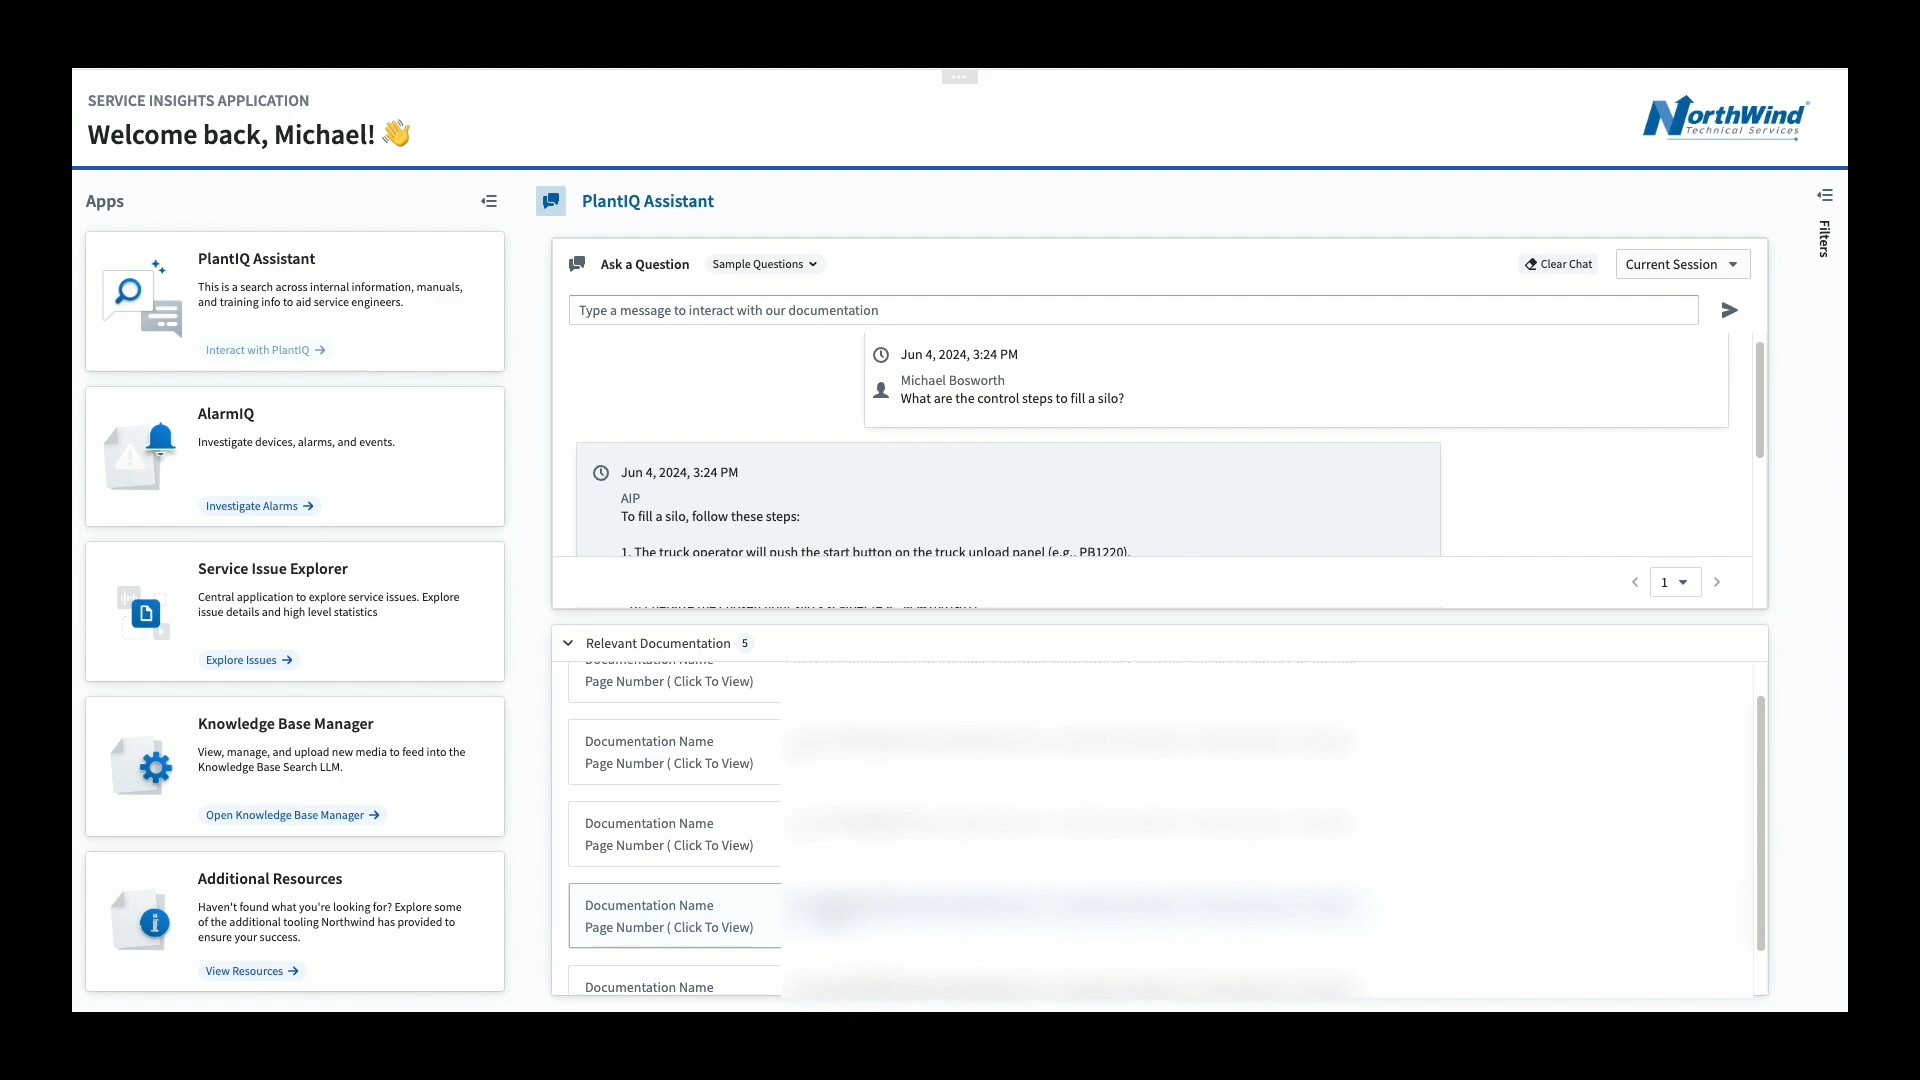 SERVICE INSIGHTS APPLICATION
Welcome back, Michael! 👋
NorthWind
Technical Services
Apps
PlantIQ Assistant
This is a search across internal information, manuals,
and training info to aid service engineers.
Interact with PlantIQ
AlarmIQ
Investigate devices, alarms, and events.
Investigate Alarms
Service Issue Explorer
Central application to explore service issues. Explore
issue details and high level statistics
Explore Issues
Knowledge Base Manager
View, manage, and upload new media to feed into the
Knowledge Base Search LLM.
Open Knowledge Base Manager
Additional Resources
Haven't found what you're looking for? Explore some
of the additional tooling Northwind has provided to
ensure your success.
View Resources
PlantIQ Assistant
Filters
Ask a Question
Sample Questions
Clear Chat
Current Session
Type a message to interact with our documentation
Jun 4, 2024, 3:24 PM
Michael Bosworth
What are the control steps to fill a silo?
Jun 4, 2024, 3:24 PM
AIP
To fill a silo, follow these steps:
1. The truck operator will push the start button on the truck unload panel (e.g., PB1220).
1
Relevant Documentation 5
Documentation Name
Page Number ( Click To View)
Documentation Name
Page Number ( Click To View)
Documentation Name
Page Number ( Click To View)
Documentation Name
Page Number ( Click To View)
Documentation Name